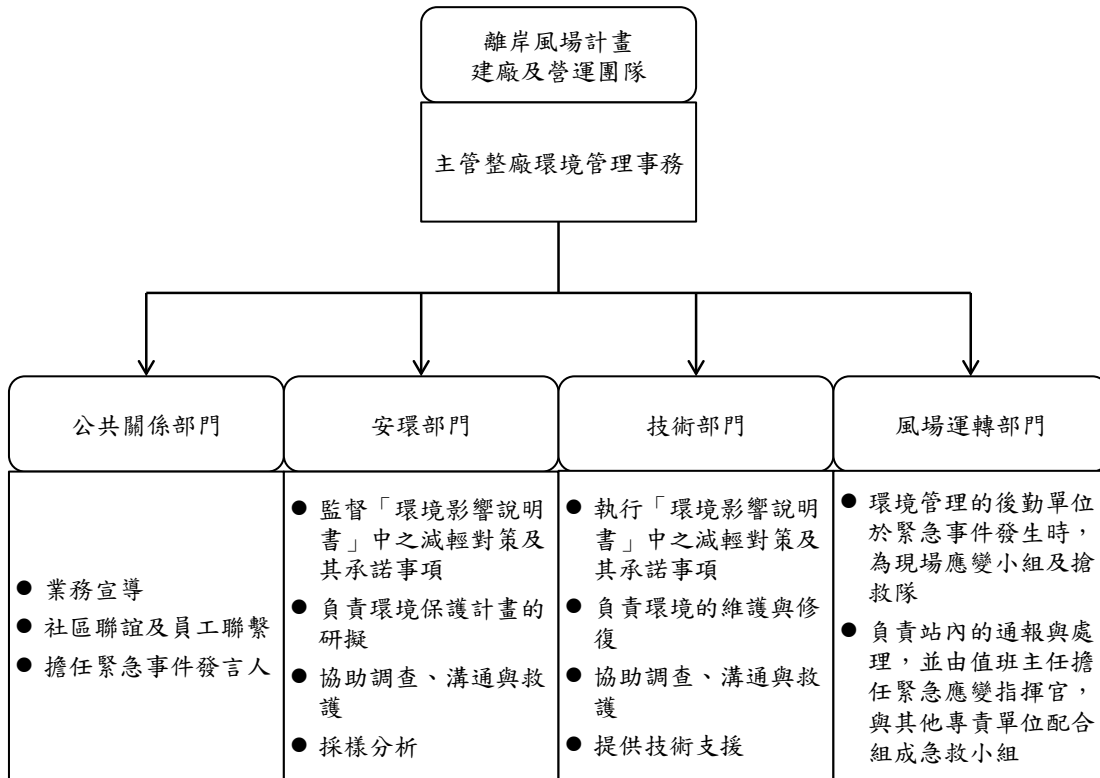 離岸風場計畫
建廠及營運團隊
主管整廠環境管理事務
公共關係部門
● 業務宣導
● 社區聯誼及員工聯繫
● 擔任緊急事件發言人
安環部門
● 監督「環境影響說明
書」中之減輕對策及
其承諾事項
● 負責環境保護計畫的
研擬
● 協助調查、溝通與救
護
● 採樣分析
技術部門
● 執行「環境影響說明
書」中之減輕對策及
其承諾事項
● 負責環境的維護與修
復
● 協助調查、溝通與救
護
● 提供技術支援
風場運轉部門
● 環境管理的後勤單位
於緊急事件發生時，
為現場應變小組及搶
救隊
● 負責站內的通報與處
理，並由值班主任擔
任緊急應變指揮官，
與其他專責單位配合
組成急救小組